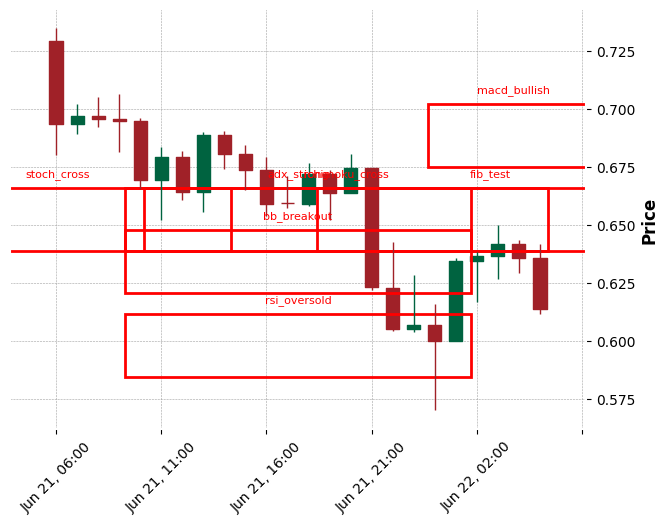 0.725
macd_bullish
0.700
stoch_cross
fib_test
0.675
bb_breakout
0.650
Price
0.625
rsi_oversold
0.600
0.575
Jun 21, 06:00
Jun 21, 11:00
Jun 21, 16:00
Jun 21, 21:00
Jun 22, 02:00